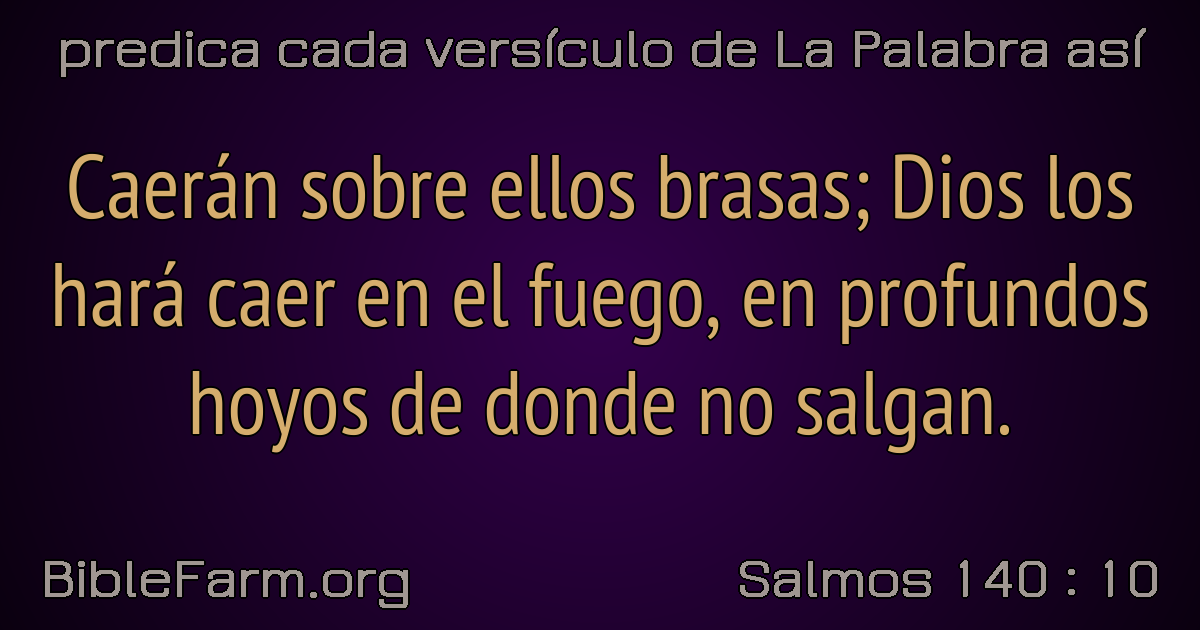 predica cada versículo de La Palabra así
Caerán sobre ellos brasas; Dios los
hará caer en el fuego, en profundos
hoyos de donde no salgan.
BibleFarm.org
Salmos 140 : 10